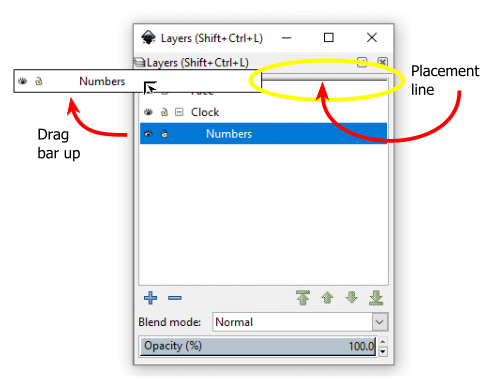 Layers (Shift+Ctrl+L)
Layers (Shift+Ctrl+L)
Numbers
Placement
line
Clock
Drag
bar up
Numbers
Blend mode: Normal
Opacity (%) 100.0